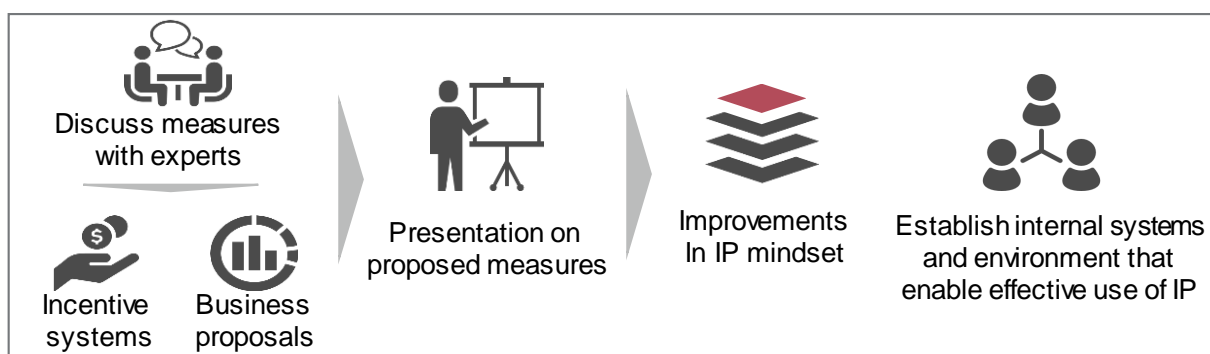 Discuss measures
with experts
Incentive
systems
Business
proposals
Presentation on
proposed measures
Improvements
In IP mindset
Establish internal systems
and environment that
enable effective use of IP
$